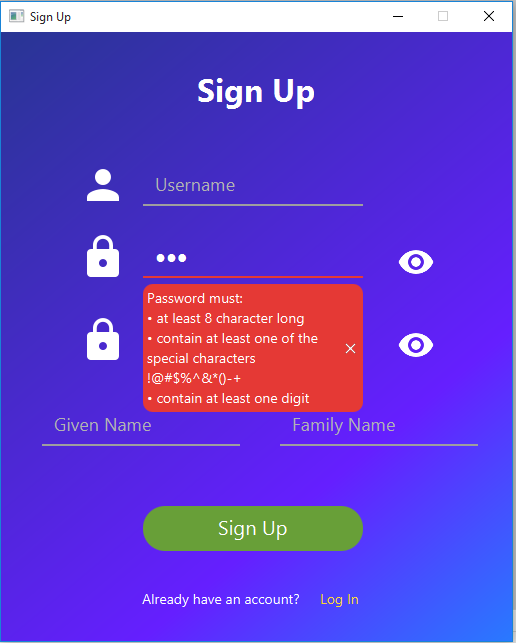 Sign Up
Sign Up
Username
•••
Password must:
• at least 8 character long
• contain at least one of the
special characters
!@#$%^&*()-+
• contain at least one digit
Given Name
Family Name
Sign Up
Already have an account?
Log In